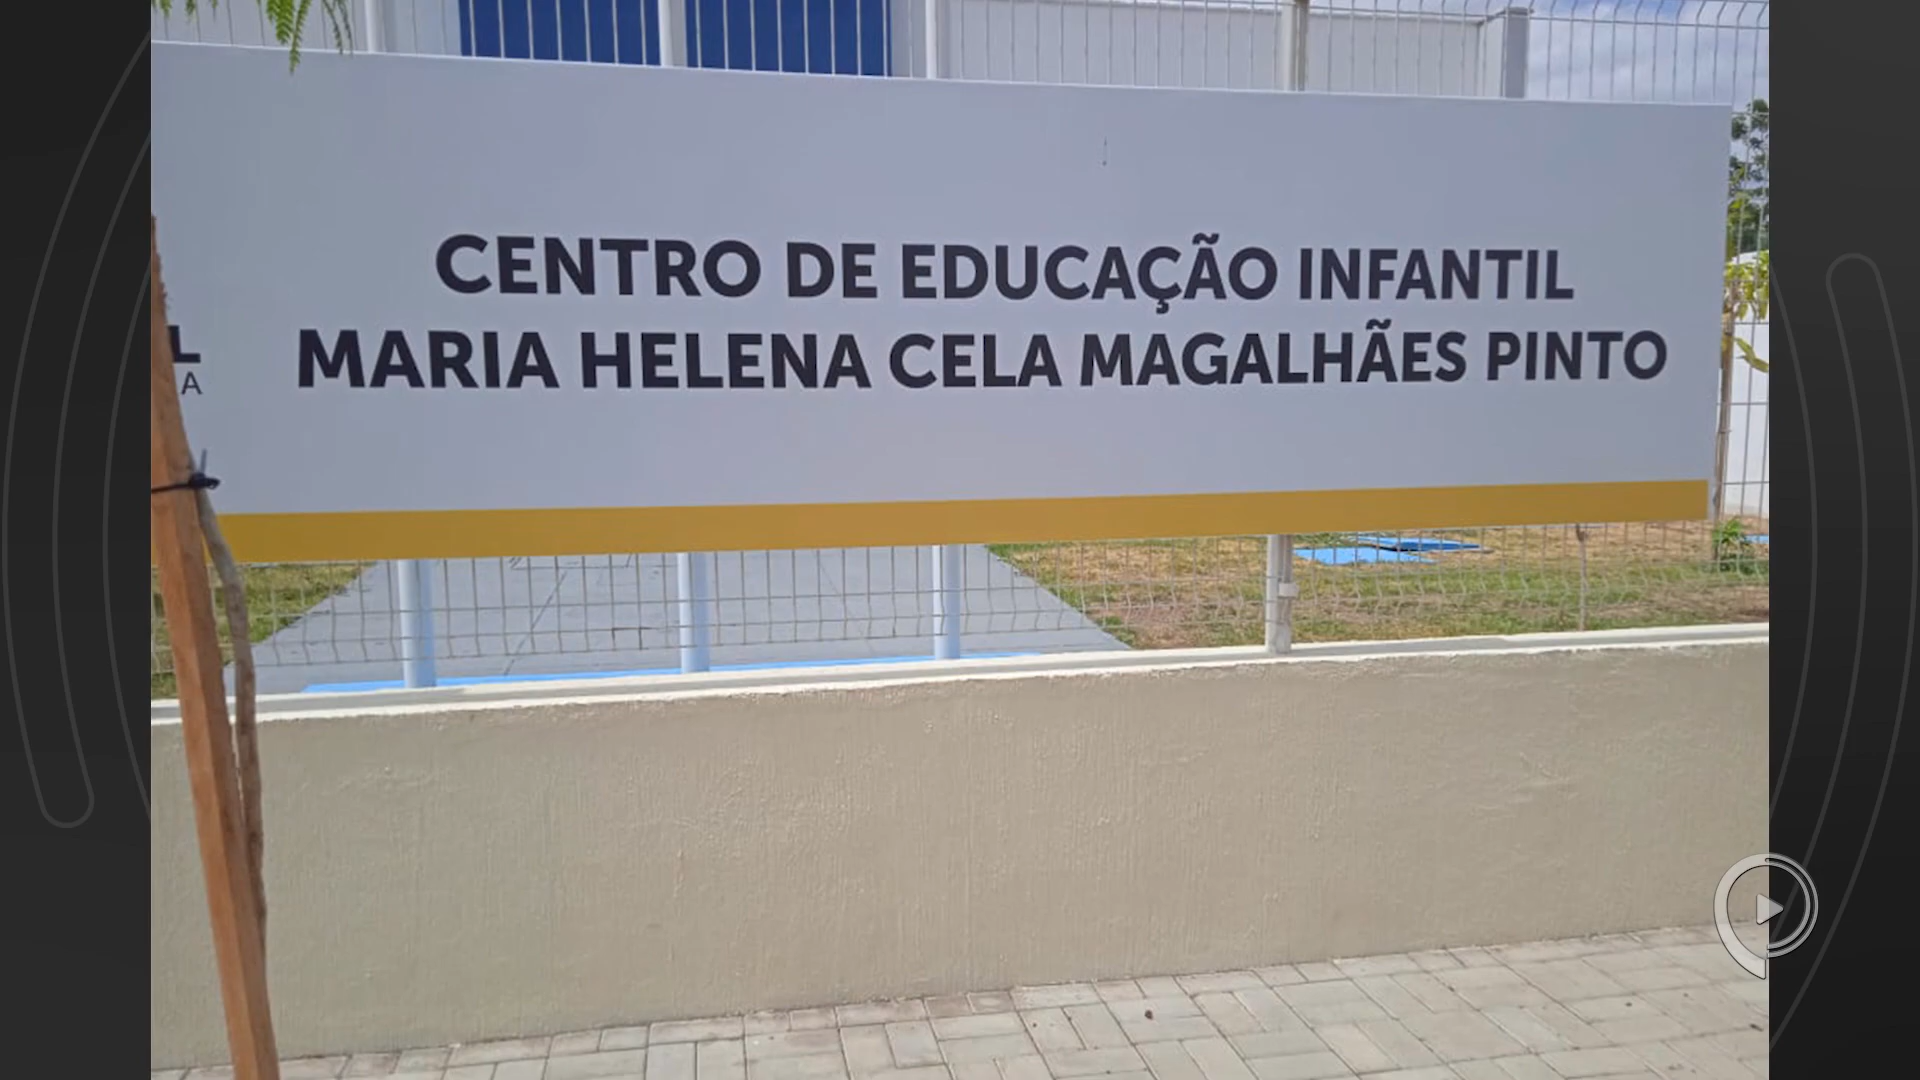 CENTRO DE EDUCAÇÃO INFANTIL
MARIA HELENA CELA MAGALHÃES PINTO
L
A